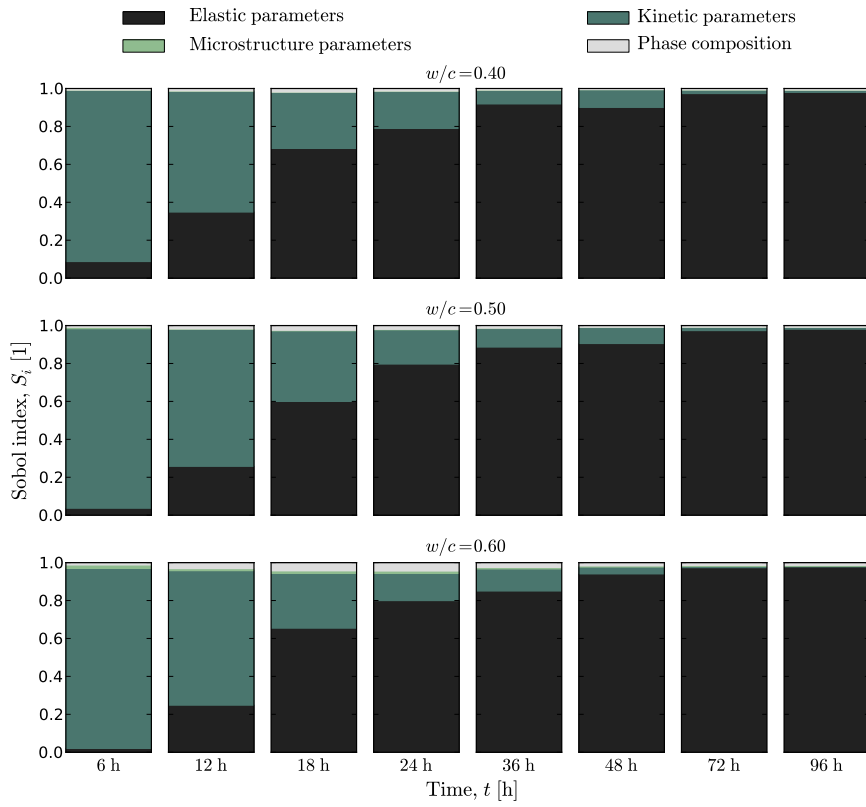 Elastic parameters Kinetic parameters
Microstructure parameters Phase composition
w/c=0.40
1.0
0.8
0.6
0.4
0.2
0.0
w/c=0.50
1.0
0.8
0.6
0.4
0.2
0.0
Sobol index, S_i [1]
w/c=0.60
1.0
0.8
0.6
0.4
0.2
0.0
6 h 12 h 18 h 24 h 36 h 48 h 72 h 96 h
Time, t [h]